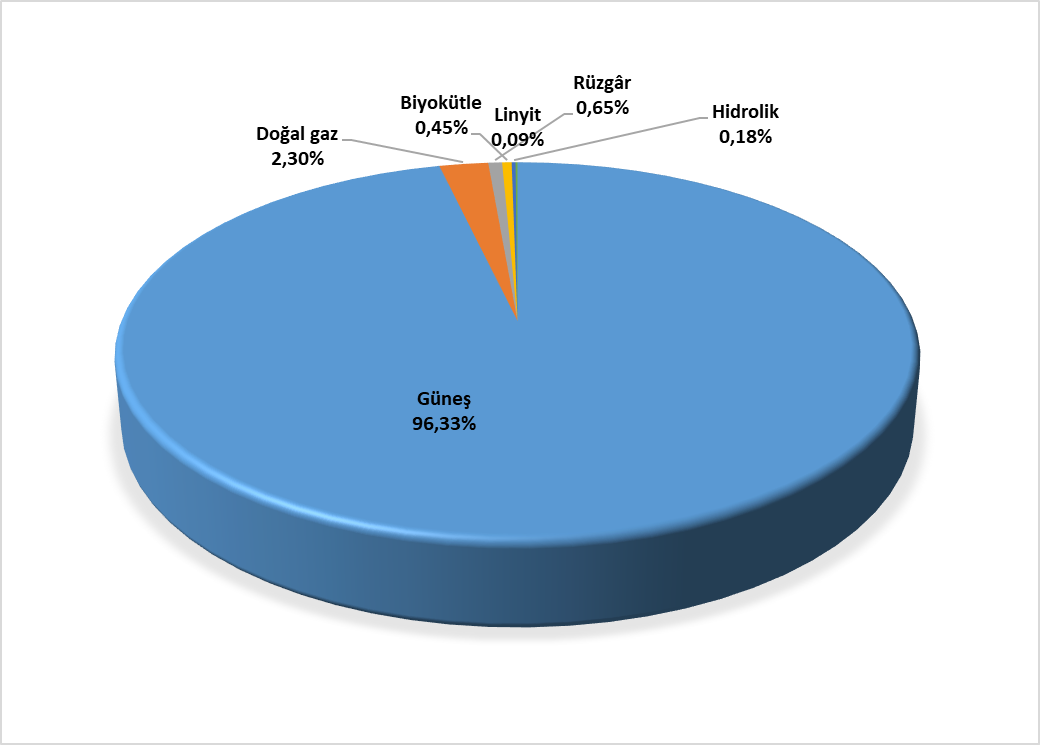 Rüzgâr
0,65%
Biyokütle
0,45%
Linyit
0,09%
Hidrolik
0,18%
Doğal gaz
2,30%
Güneş
96,33%